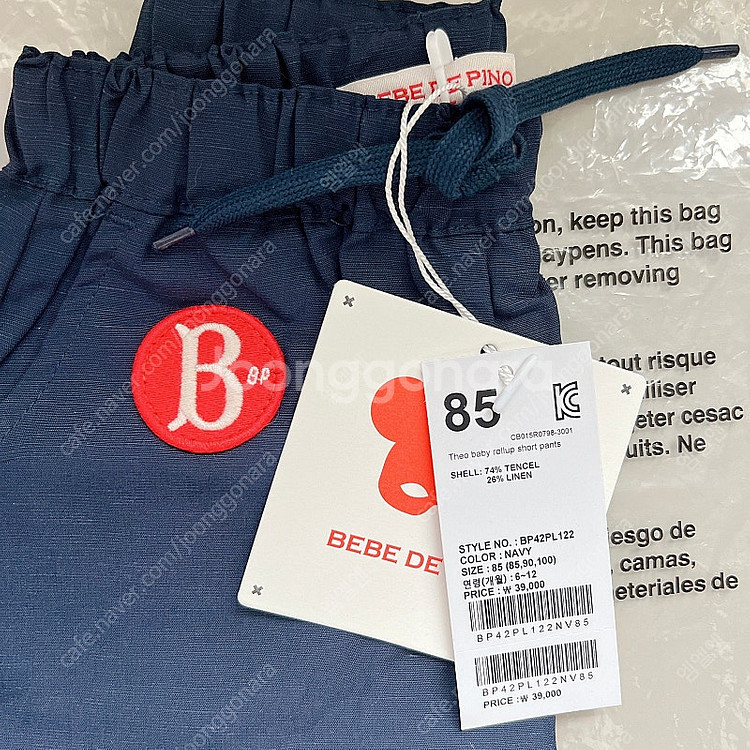 EBE DE PINO
on, keep this bag
aypens. This bag
er removing
tout risque
iliser
eter cesac
uits. Ne
esgo de
, camas,
eteriales de
B
B.P
BEBE DE
85
CB015R0798-3001
Theo baby rollup short pants
SHELL: 74% TENCEL
26% LINEN
STYLE NO. : BP42PL122
COLOR : NAVY
SIZE : 85 (85,90,100)
연령(개월) : 6~12
PRICE : ₩ 39,000
BP42PL122NV85
BP42PL122NV85
PRICE : ₩ 39,000
Joonggonara
cafe.naver.com/joonggonara